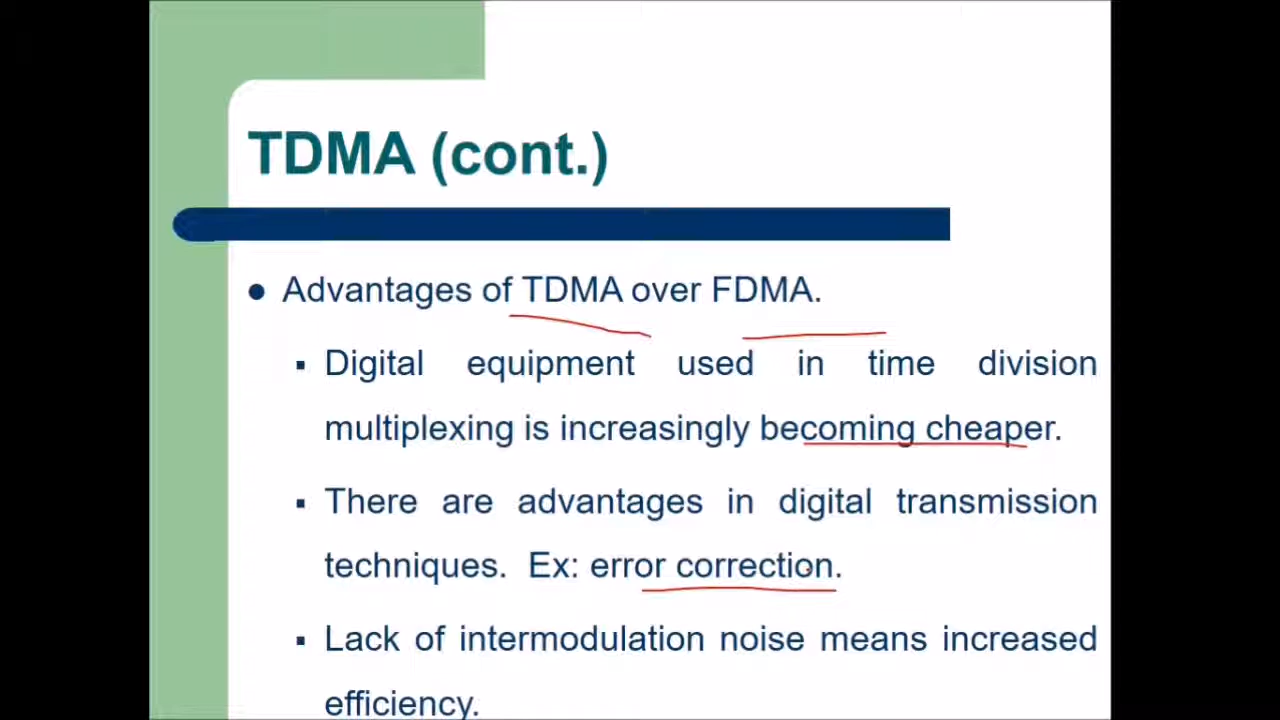 TDMA (cont.)
Advantages of TDMA over FDMA.
Digital equipment used in time division
multiplexing is increasingly becoming cheaper.
There are advantages in digital transmission
techniques. Ex: error correction.
Lack of intermodulation noise means increased
efficiency.